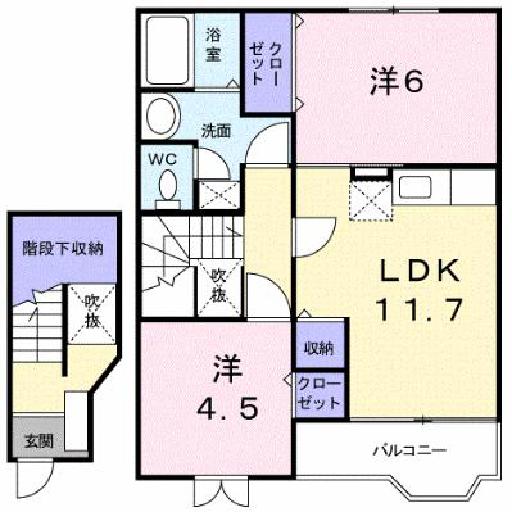 浴室
クローゼット
洋6
洗面
WC
階段下収納
吹抜
吹抜
LDK
11.7
収納
洋
4.5
クローゼット
玄関
バルコニー